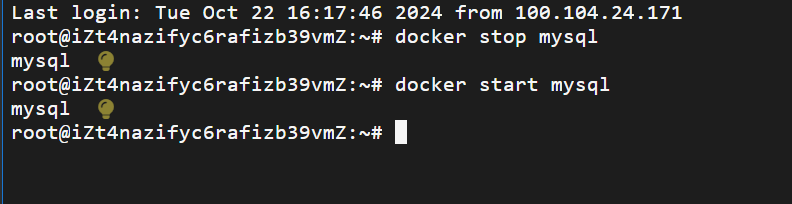 Last login: Tue Oct 22 16:17:46 2024 from 100.104.24.171
root@iZt4nazifyc6rafizb39vmZ:~# docker stop mysql
mysql
root@iZt4nazifyc6rafizb39vmZ:~# docker start mysql
mysql
root@iZt4nazifyc6rafizb39vmZ:~#